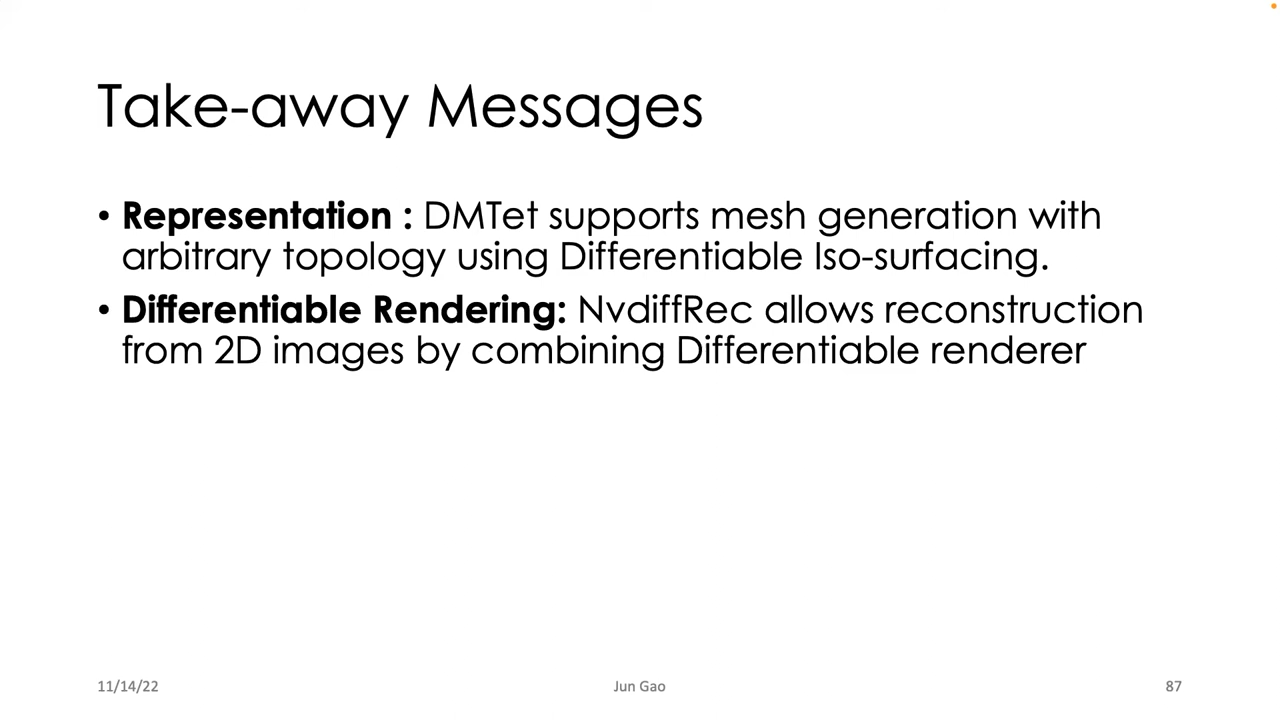 Take-away Messages
• Representation : DMTet supports mesh generation with
arbitrary topology using Differentiable Iso-surfacing.
• Differentiable Rendering: NvdiffRec allows reconstruction
from 2D images by combining Differentiable renderer
11/14/22
Jun Gao
87